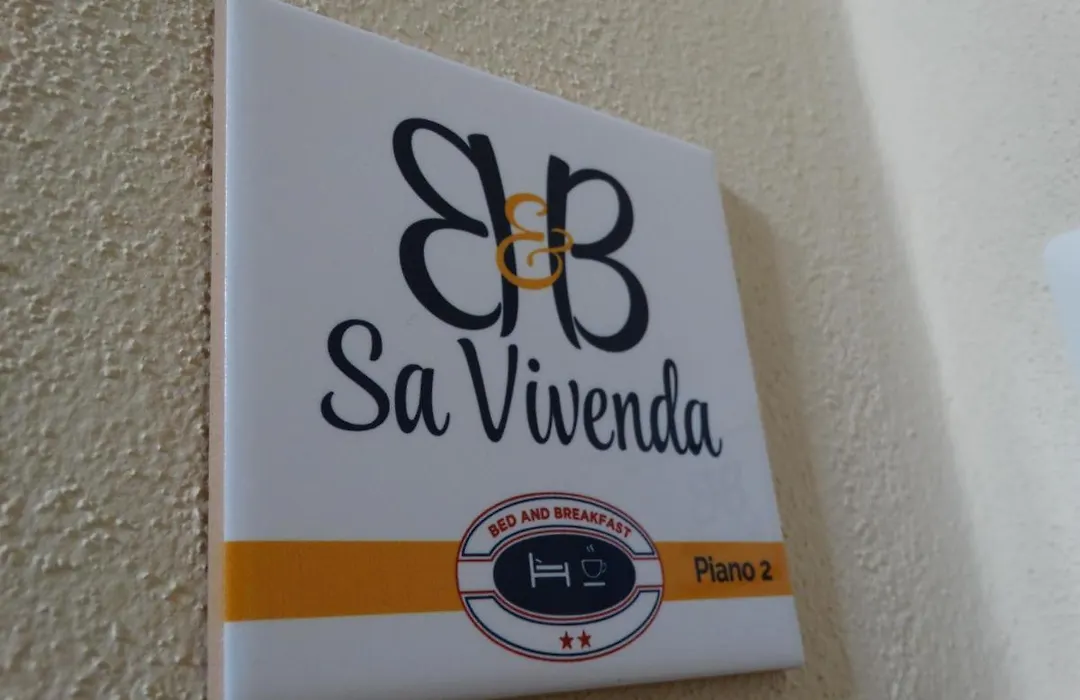 B&B
Sa Vivenda
BED AND BREAKFAST
Piano 2